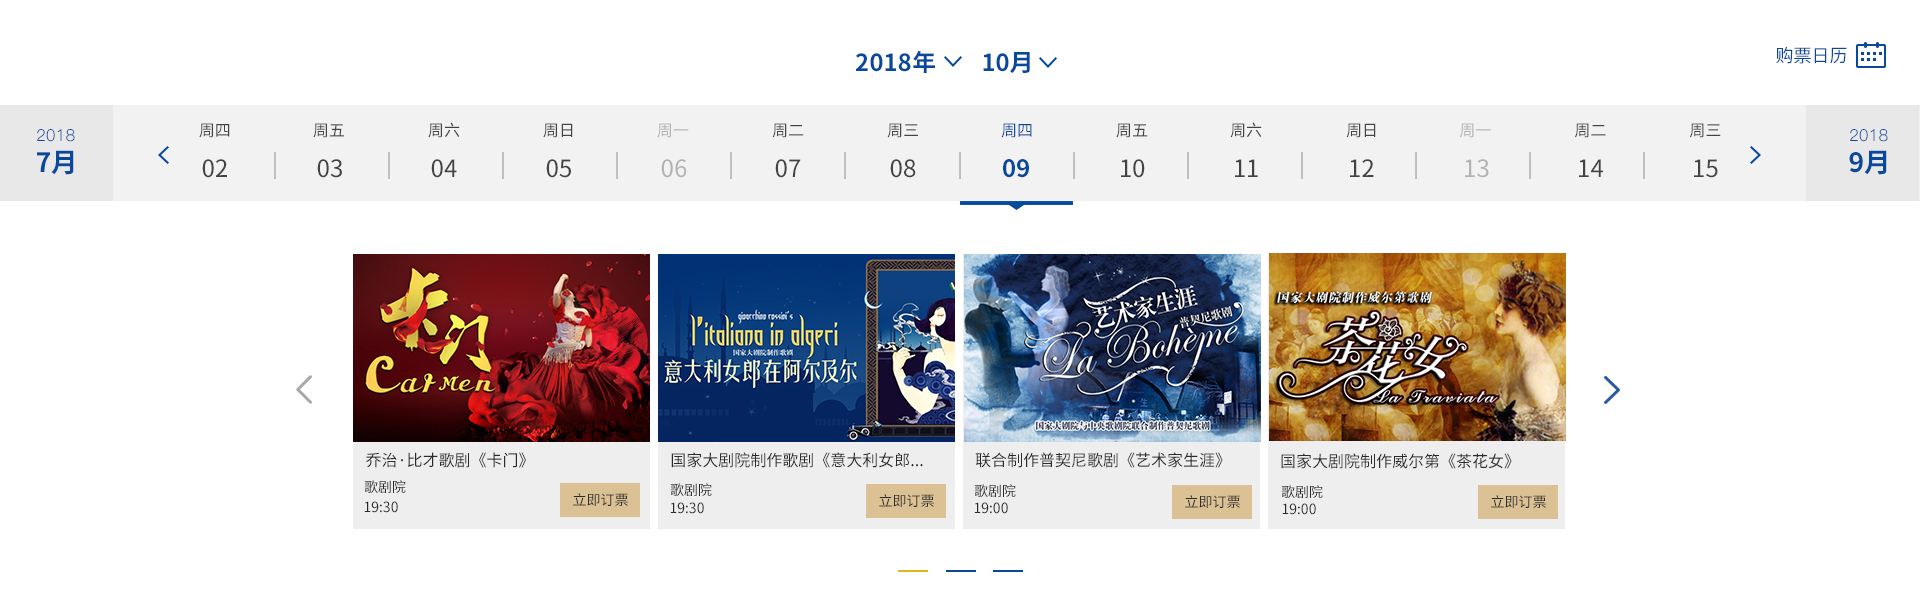 2018年 10月
购票日历
2018
7月
周四 周五 周六 周日 周一 周二 周三 周四 周五 周六 周日 周一 周二 周三
02 03 04 05 06 07 08 09 10 11 12 13 14 15
2018
9月
卡门
Carmen
乔治·比才歌剧《卡门》
歌剧院
19:30
立即订票
gioacchino rossini's
l'italiana in algeri
国家大剧院制作歌剧
意大利女郎在阿尔及尔
国家大剧院制作歌剧《意大利女郎...
歌剧院
19:30
立即订票
艺术家生涯
普契尼歌剧
La Bohème
国家大剧院与中央歌剧院联合制作普契尼歌剧
联合制作普契尼歌剧《艺术家生涯》
歌剧院
19:00
立即订票
国家大剧院制作威尔第歌剧
茶花女
La Traviata
国家大剧院制作威尔第《茶花女》
歌剧院
19:00
立即订票